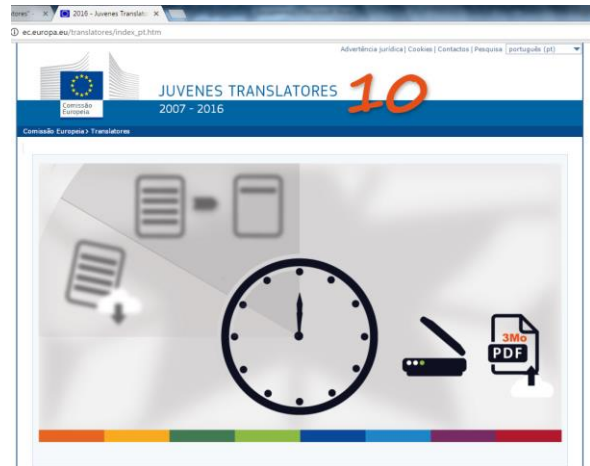 tores"
2016 - Juvenes Translat
ec.europa.eu/translatores/index_pt.htm
Advertência jurídica | Cookies | Contactos | Pesquisa português (pt)
Comissão
Europeia
JUVENES TRANSLATORES 10
2007 - 2016
Comissão Europeia > Translatores
3Mo
PDF